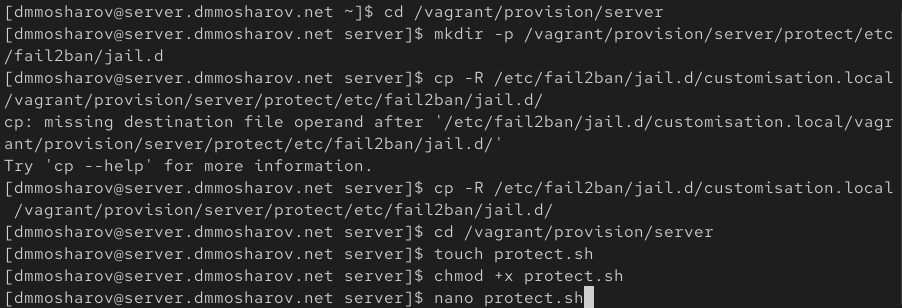 [dmmosharov@server.dmmosharov.net ~]$ cd /vagrant/provision/server
[dmmosharov@server.dmmosharov.net server]$ mkdir -p /vagrant/provision/server/protect/etc
/fail2ban/jail.d
[dmmosharov@server.dmmosharov.net server]$ cp -R /etc/fail2ban/jail.d/customisation.local
/vagrant/provision/server/protect/etc/fail2ban/jail.d/
cp: missing destination file operand after '/etc/fail2ban/jail.d/customisation.local/vagr
ant/provision/server/protect/etc/fail2ban/jail.d/'
Try 'cp --help' for more information.
[dmmosharov@server.dmmosharov.net server]$ cp -R /etc/fail2ban/jail.d/customisation.local
 /vagrant/provision/server/protect/etc/fail2ban/jail.d/
[dmmosharov@server.dmmosharov.net server]$ cd /vagrant/provision/server
[dmmosharov@server.dmmosharov.net server]$ touch protect.sh
[dmmosharov@server.dmmosharov.net server]$ chmod +x protect.sh
[dmmosharov@server.dmmosharov.net server]$ nano protect.sh